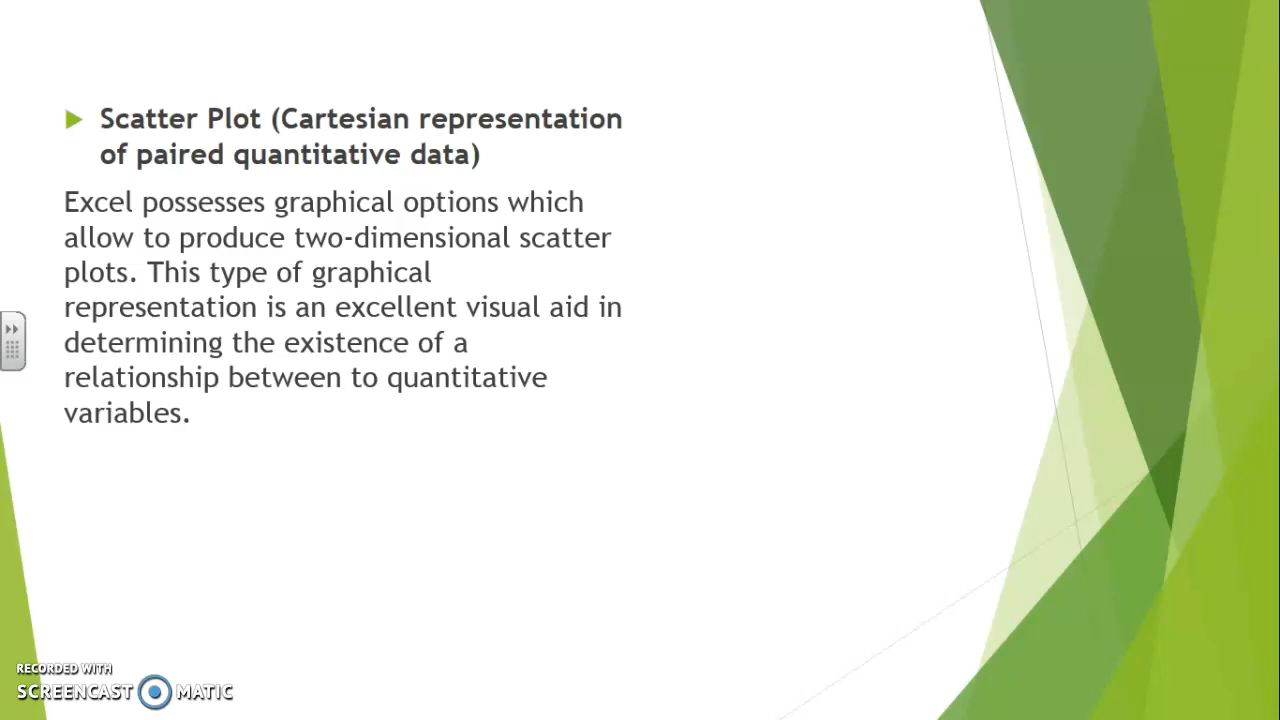 Scatter Plot (Cartesian representation
of paired quantitative data)
Excel possesses graphical options which
allow to produce two-dimensional scatter
plots. This type of graphical
representation is an excellent visual aid in
determining the existence of a
relationship between to quantitative
variables.
RECORDED WITH
SCREENCAST MATIC